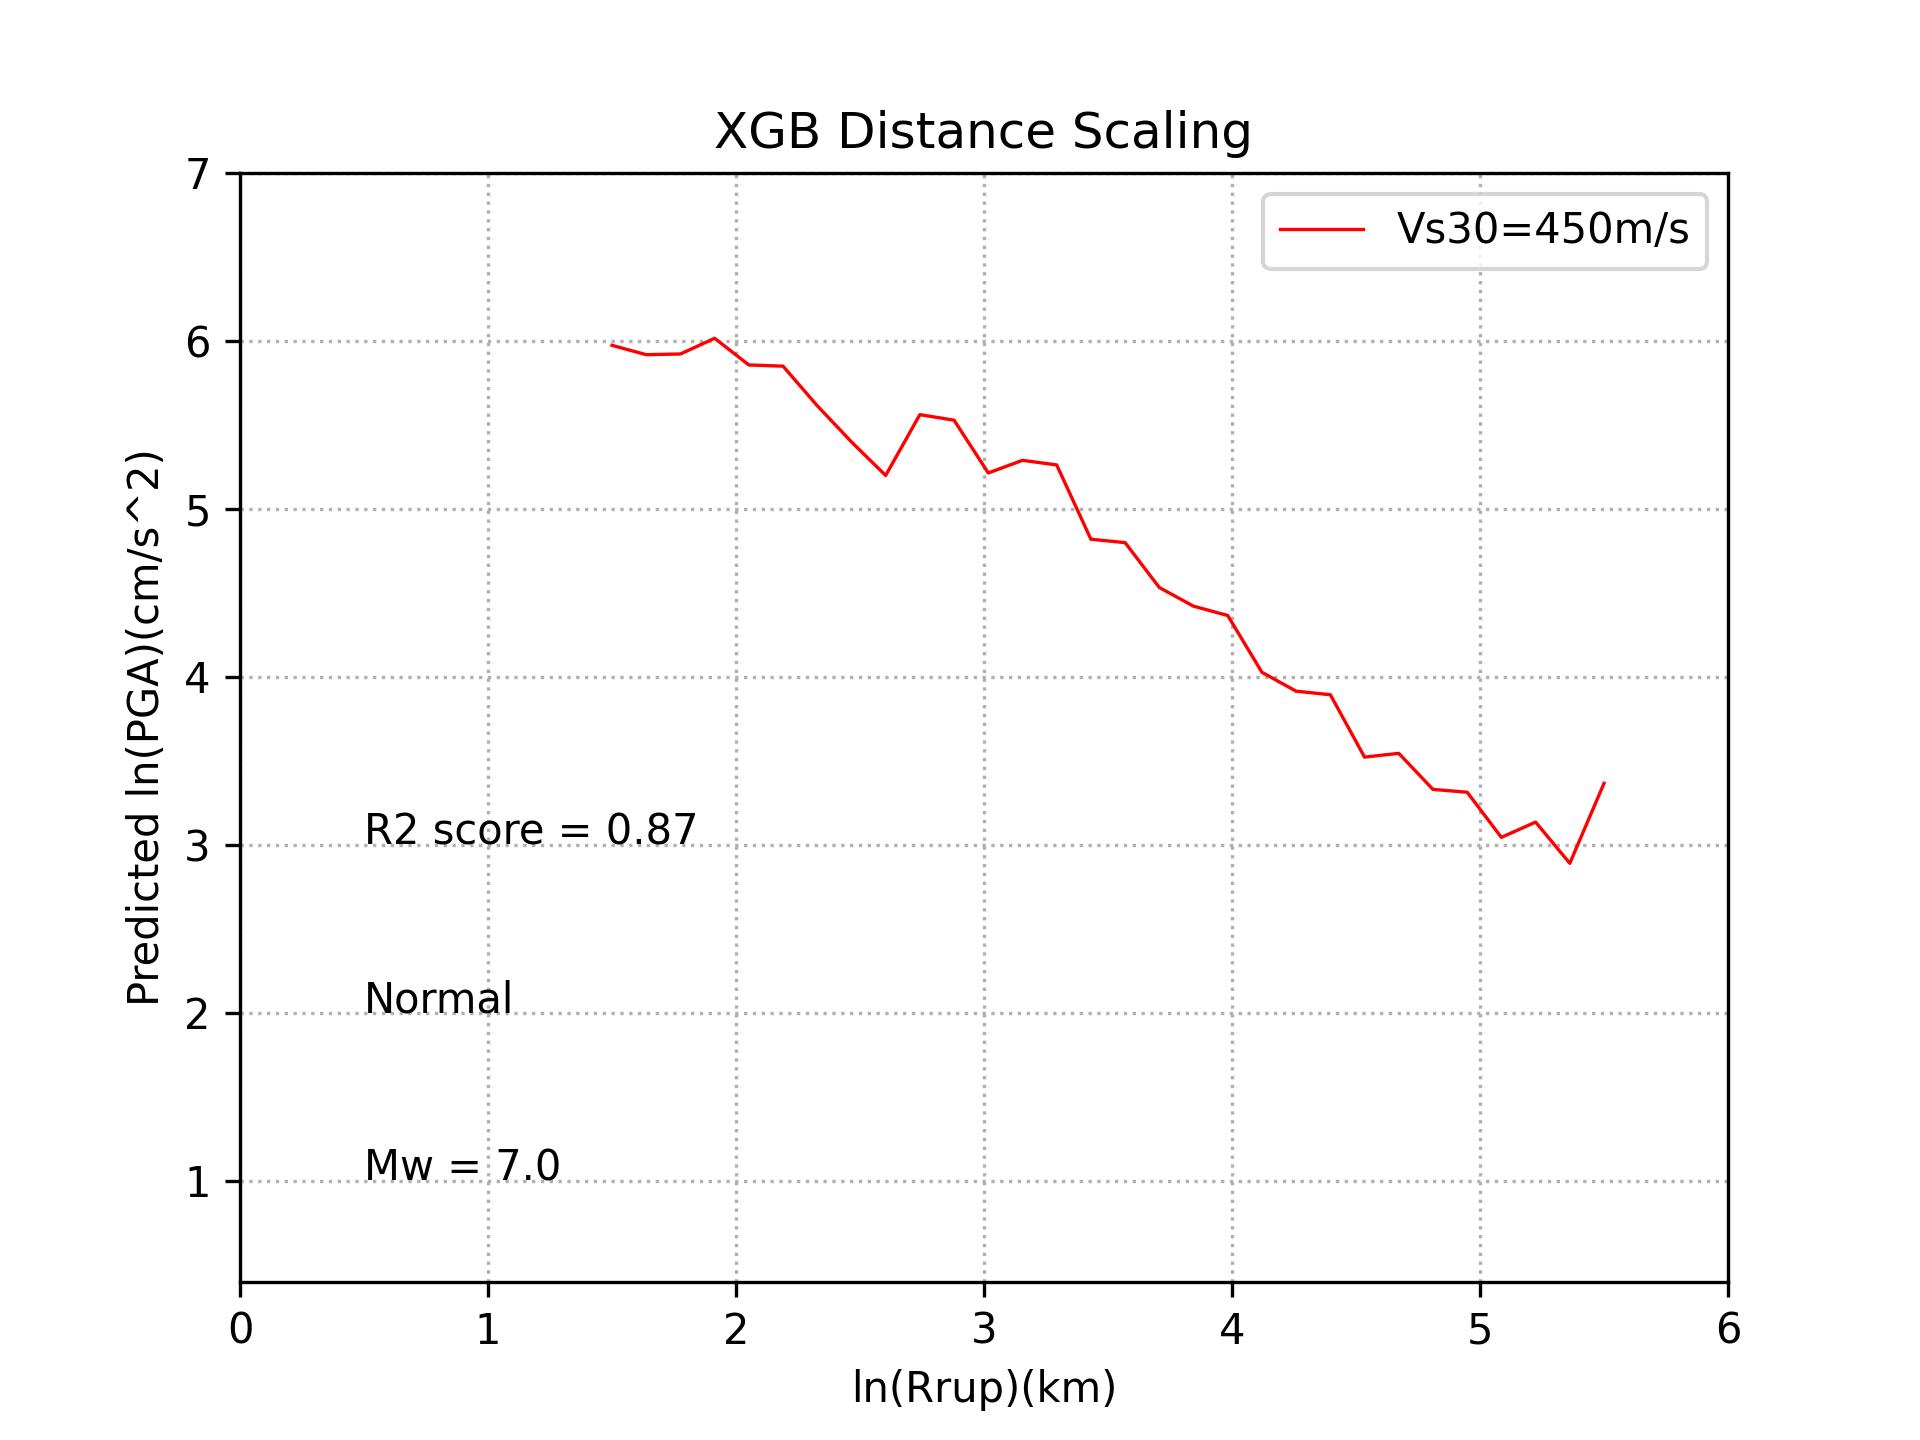 XGB Distance Scaling
7
6
5
4
3
2
1
Predicted ln(PGA)(cm/s^2)
Vs30=450m/s
R2 score = 0.87
Normal
Mw = 7.0
0 1 2 3 4 5 6
ln(Rrup)(km)